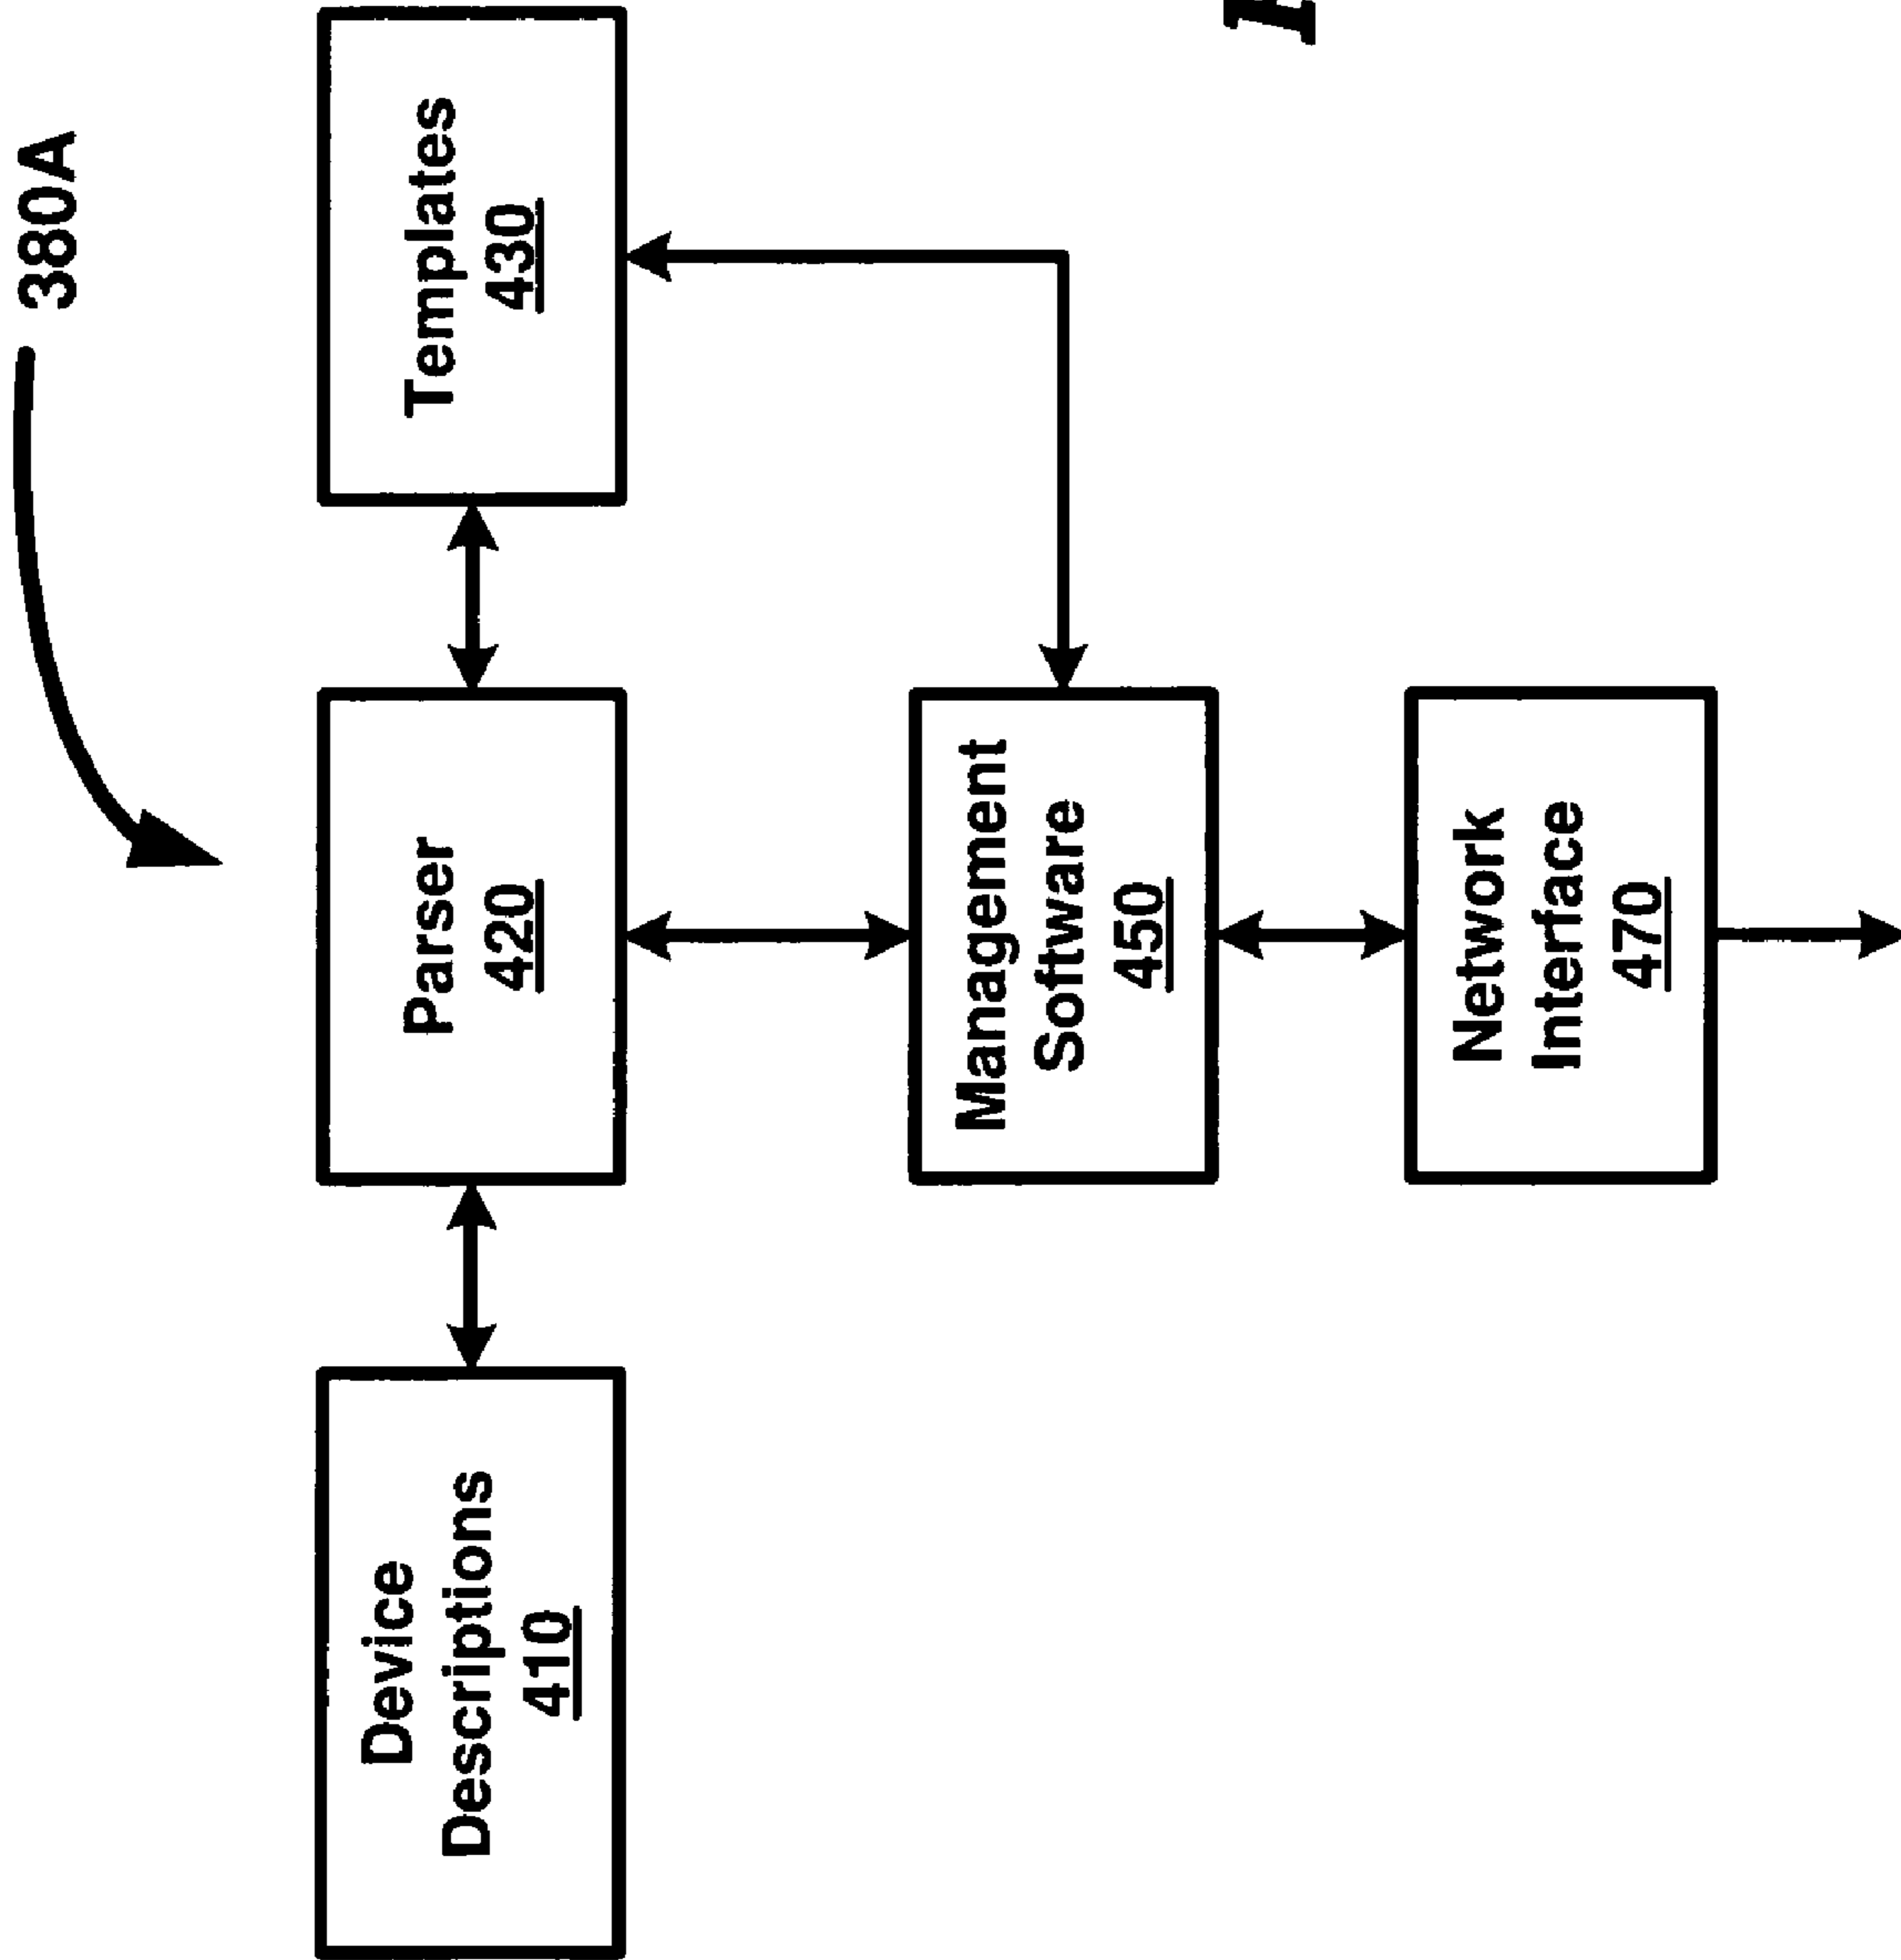 380A
Device
Descriptions
410
Parser
420
Templates
430
Management
Software
450
Network
Interface
470